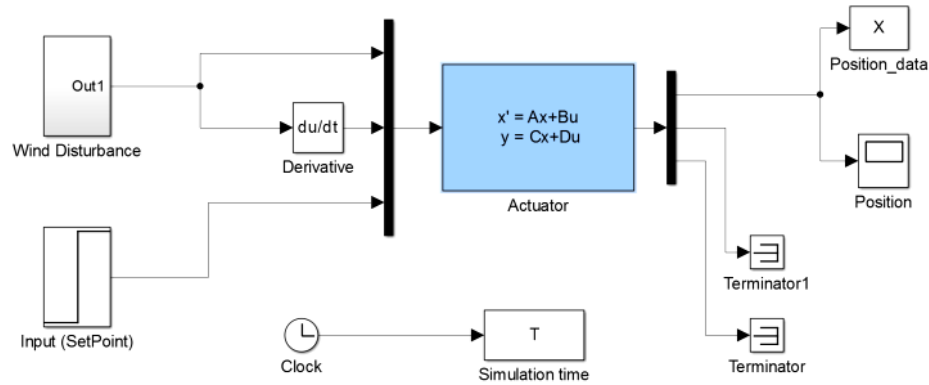 X
Position_data
Out1
Wind Disturbance
du/dt
Derivative
x' = Ax+Bu
y = Cx+Du
Actuator
Position
Input (SetPoint)
Terminator1
Clock
T
Simulation time
Terminator